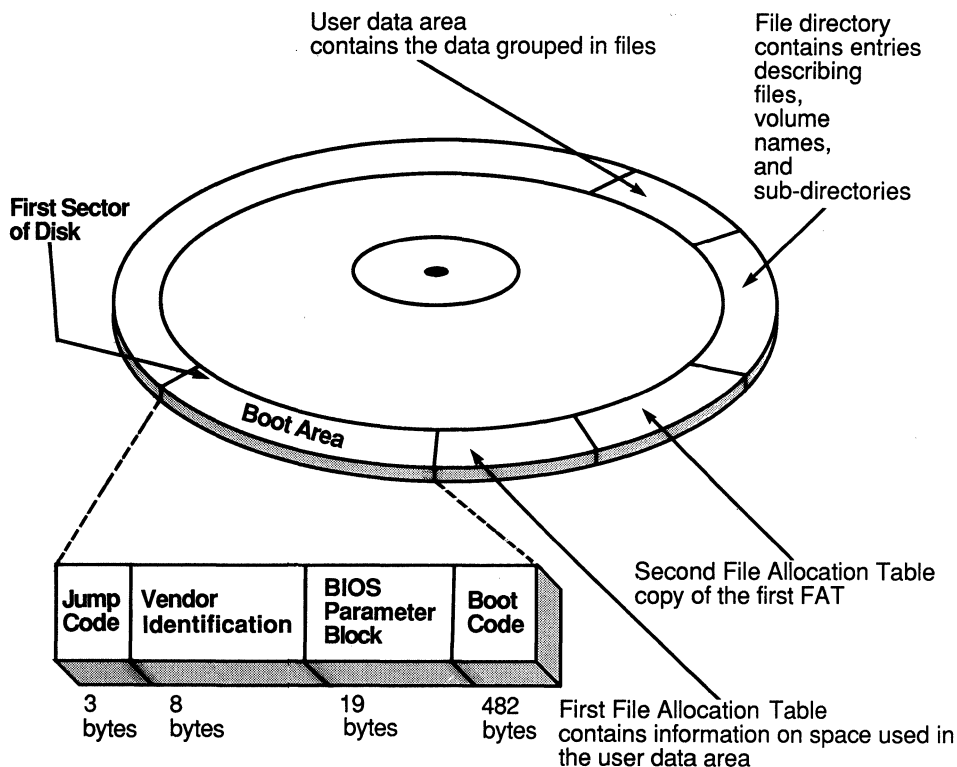 User data area
contains the data grouped in files
File directory
contains entries
describing
files,
volume
names,
and
sub-directories
First Sector
of Disk
Boot Area
Second File Allocation Table
copy of the first FAT
Jump
Code
Vendor
Identification
BIOS
Parameter
Block
Boot
Code
3
bytes
8
bytes
19
bytes
482
bytes
First File Allocation Table
contains information on space used in
the user data area